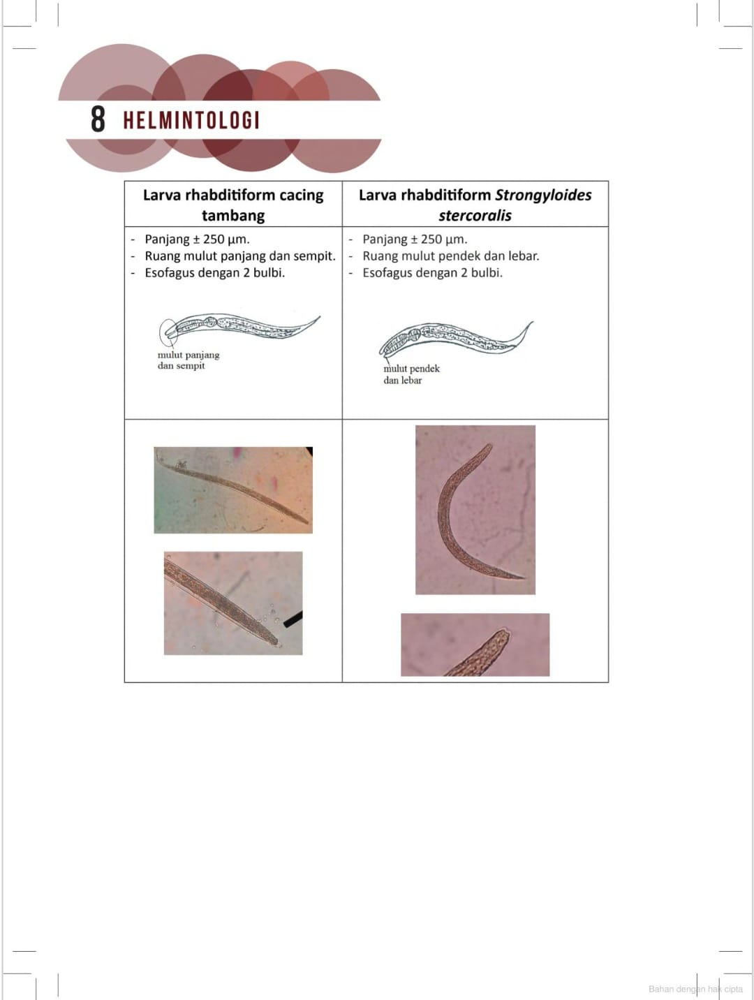 8 HELMINTOLOGI
Larva rhabditiform cacing
tambang
Larva rhabditiform Strongyloides
stercoralis
- Panjang ± 250 µm.
- Ruang mulut panjang dan sempit.
- Esofagus dengan 2 bulbi.
mulut panjang
dan sempit
- Panjang ± 250 µm.
- Ruang mulut pendek dan lebar.
- Esofagus dengan 2 bulbi.
mulut pendek
dan lebar
Bahan dengan hak cipta